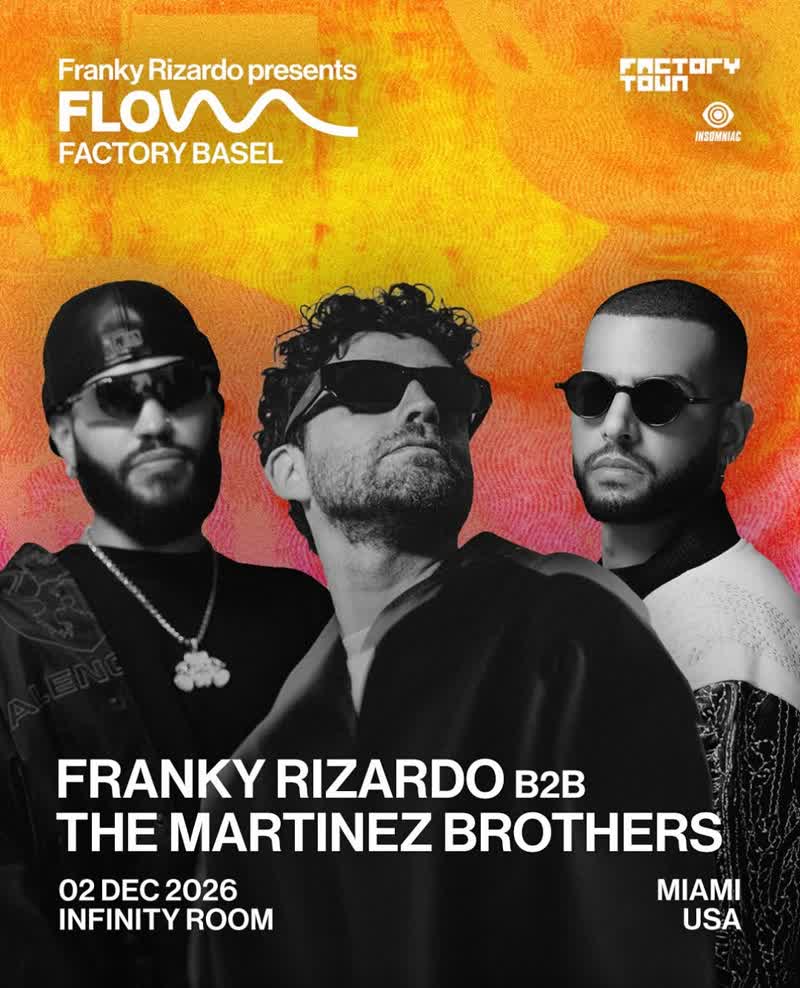 Franky Rizardo presents
FLOW
FACTORY BASEL
FACTORY
TOWN
INSOMNIAC
ALENC
FRANKY RIZARDO B2B
THE MARTINEZ BROTHERS
02 DEC 2026
INFINITY ROOM
MIAMI
USA